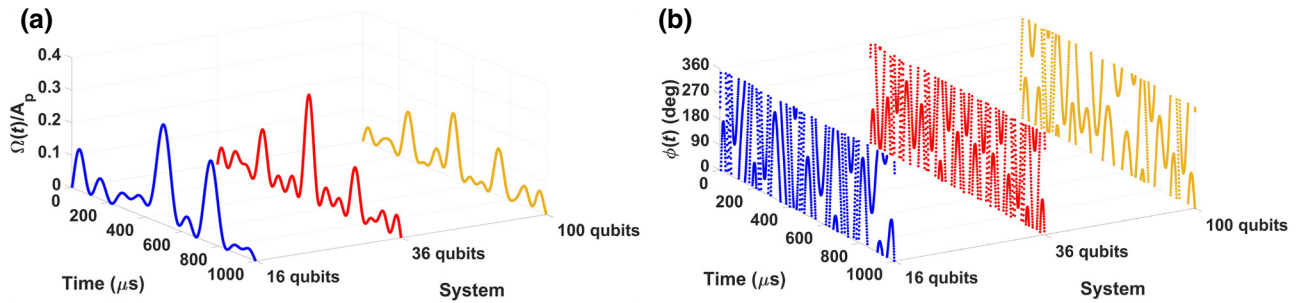 (a)
Ω(t)/A_p
0.4
0.3
0.2
0.1
0
0
200
400
600
800
1000
Time (μs)
16 qubits
36 qubits
100 qubits
System
(b)
ϕ(t) (deg)
360
270
180
90
0
0
200
400
600
800
1000
Time (μs)
16 qubits
36 qubits
100 qubits
System